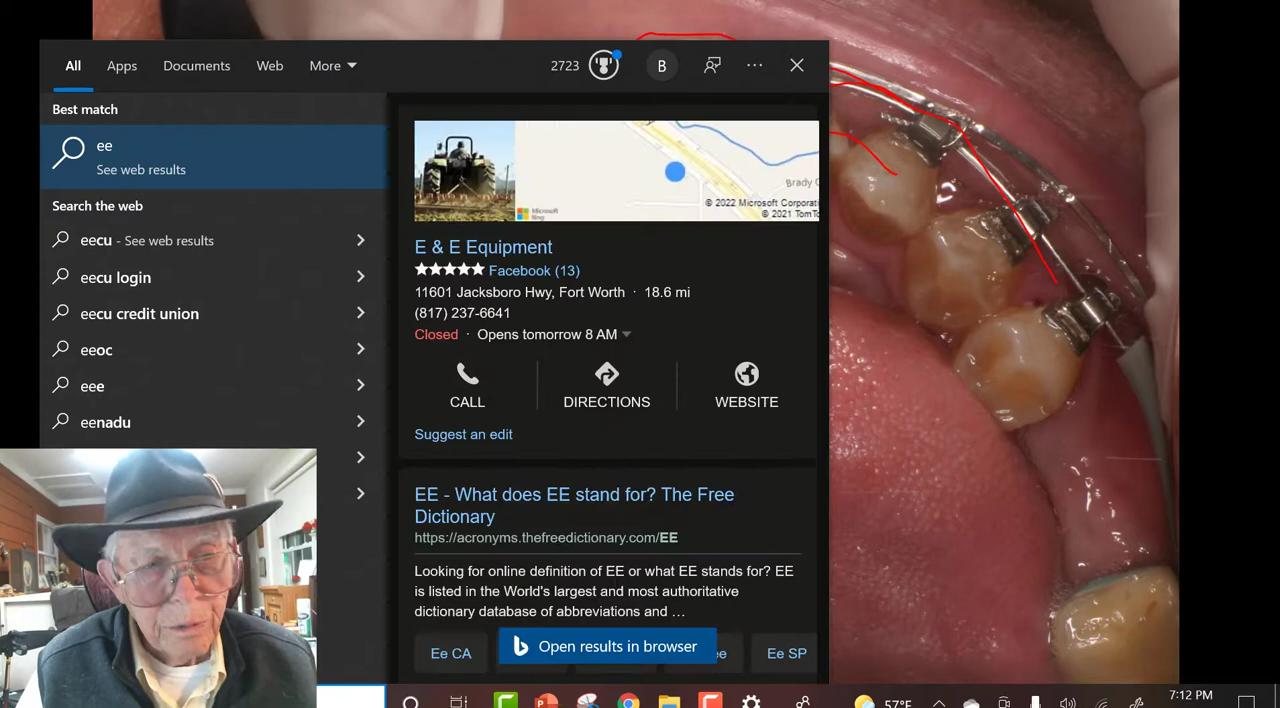 All Apps Documents Web More 2723 B
Best match
ee
See web results
Search the web
eecu - See web results
eecu login
eecu credit union
eeoc
eee
eenadu
Brady
© 2022 Microsoft Corporati
© 2021 TomTo
Microsoft
Bing
E & E Equipment
Facebook (13)
11601 Jacksboro Hwy, Fort Worth · 18.6 mi
(817) 237-6641
Closed · Opens tomorrow 8 AM
CALL DIRECTIONS WEBSITE
Suggest an edit
EE - What does EE stand for? The Free
Dictionary
https://acronyms.thefreedictionary.com/EE
Looking for online definition of EE or what EE stands for? EE
is listed in the World's largest and most authoritative
dictionary database of abbreviations and ...
Ee CA Open results in browser ee Ee SP
57°F 7:12 PM